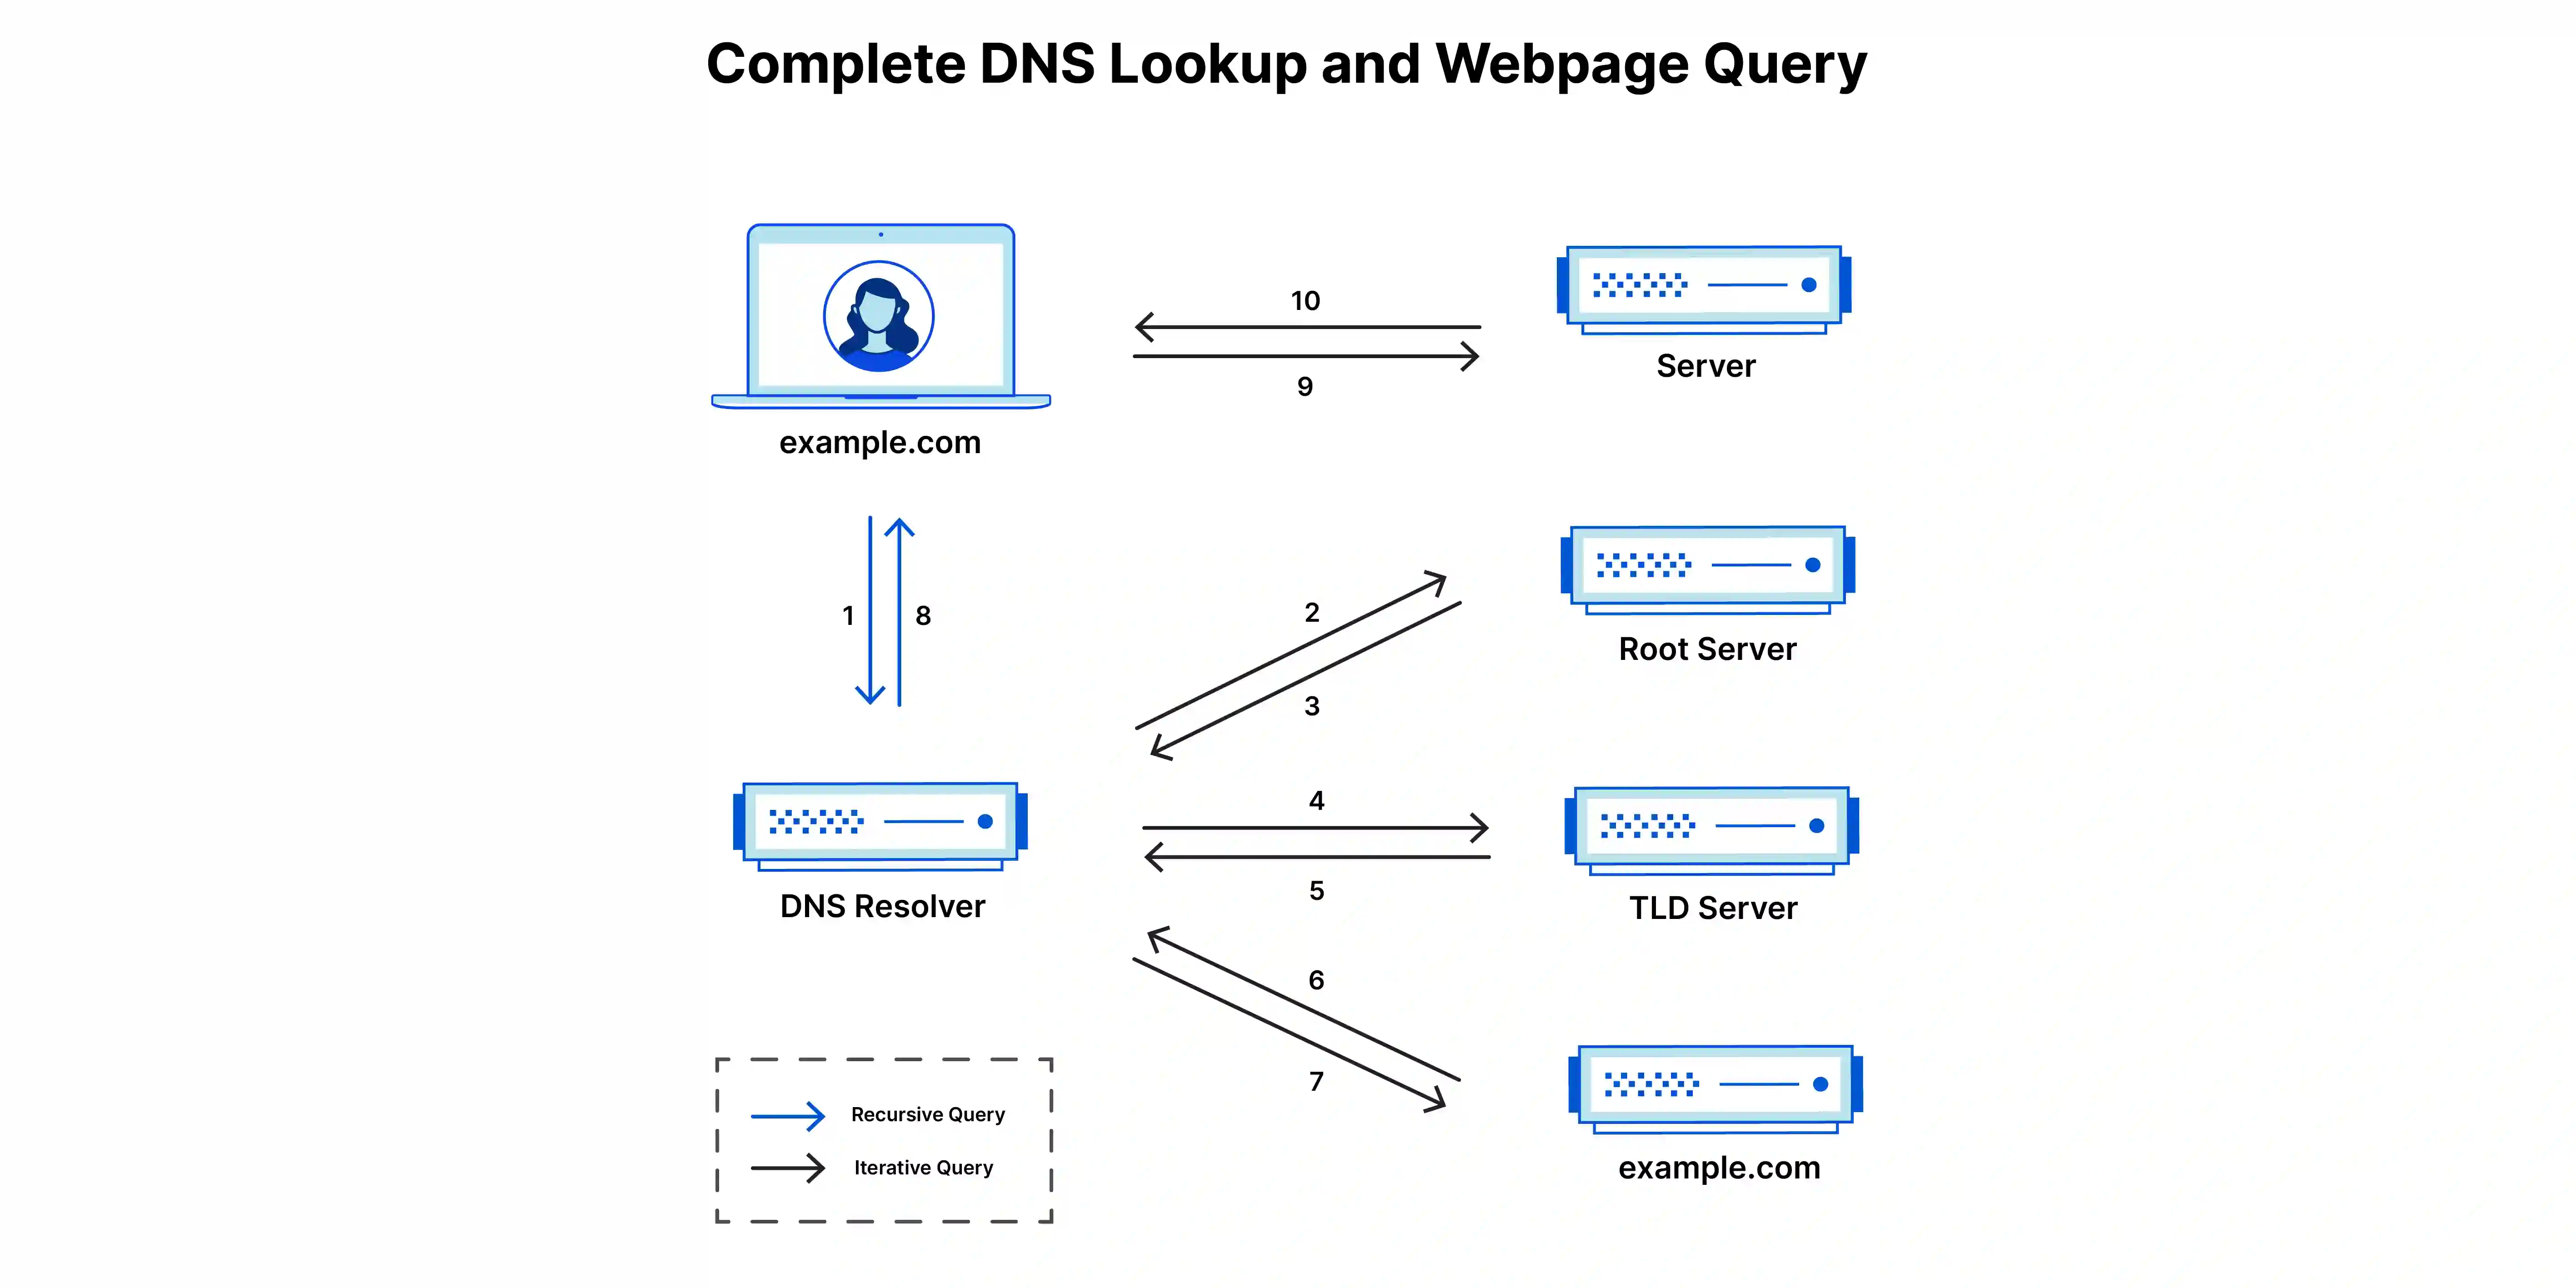 Complete DNS Lookup and Webpage Query
10
9
Server
example.com
1
8
2
3
Root Server
4
5
DNS Resolver
TLD Server
6
7
example.com
Recursive Query
Iterative Query